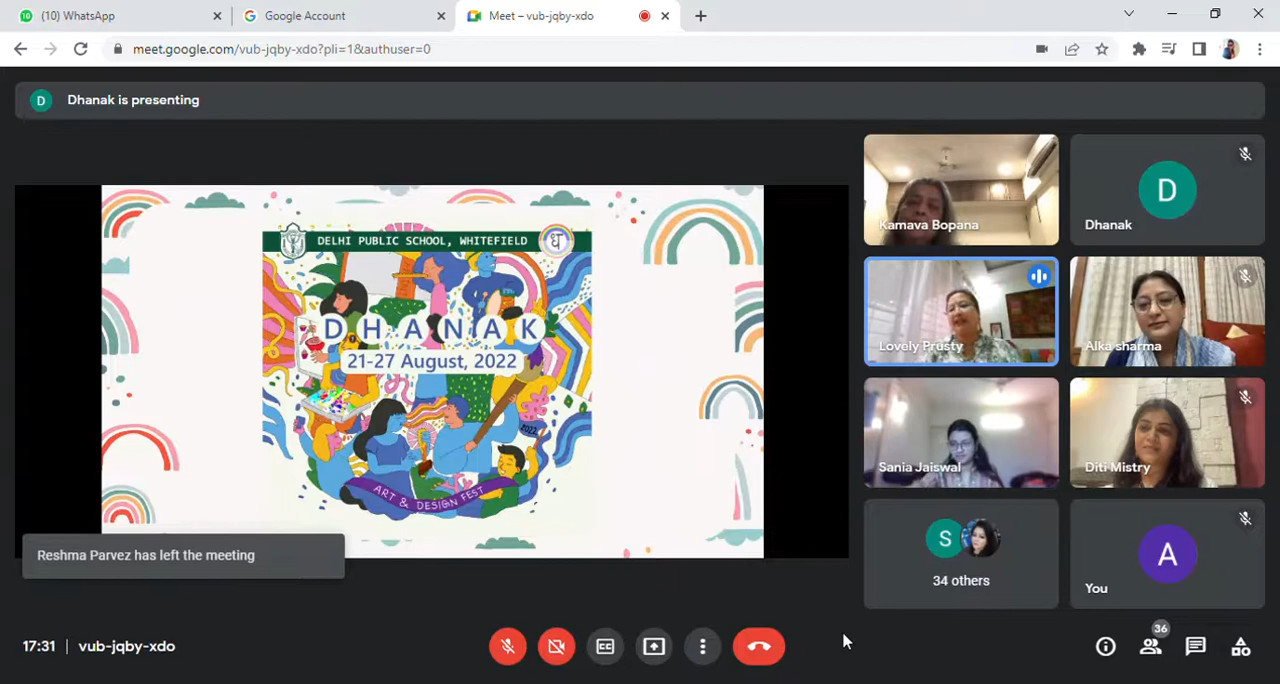 (10) WhatsApp
Google Account
Meet – vub-jqby-xdo
meet.google.com/vub-jqby-xdo?pli=1&authuser=0
D Dhanak is presenting
DELHI PUBLIC SCHOOL, WHITEFIELD ध
DHANAK
21-27 August, 2022
2022
ART & DESIGN FEST
Kamava Bopana
D
Dhanak
Lovely Prusty
Alka sharma
Sania Jaiswal
Diti Mistry
S
34 others
A
You
Reshma Parvez has left the meeting
17:31 | vub-jqby-xdo
CC
36